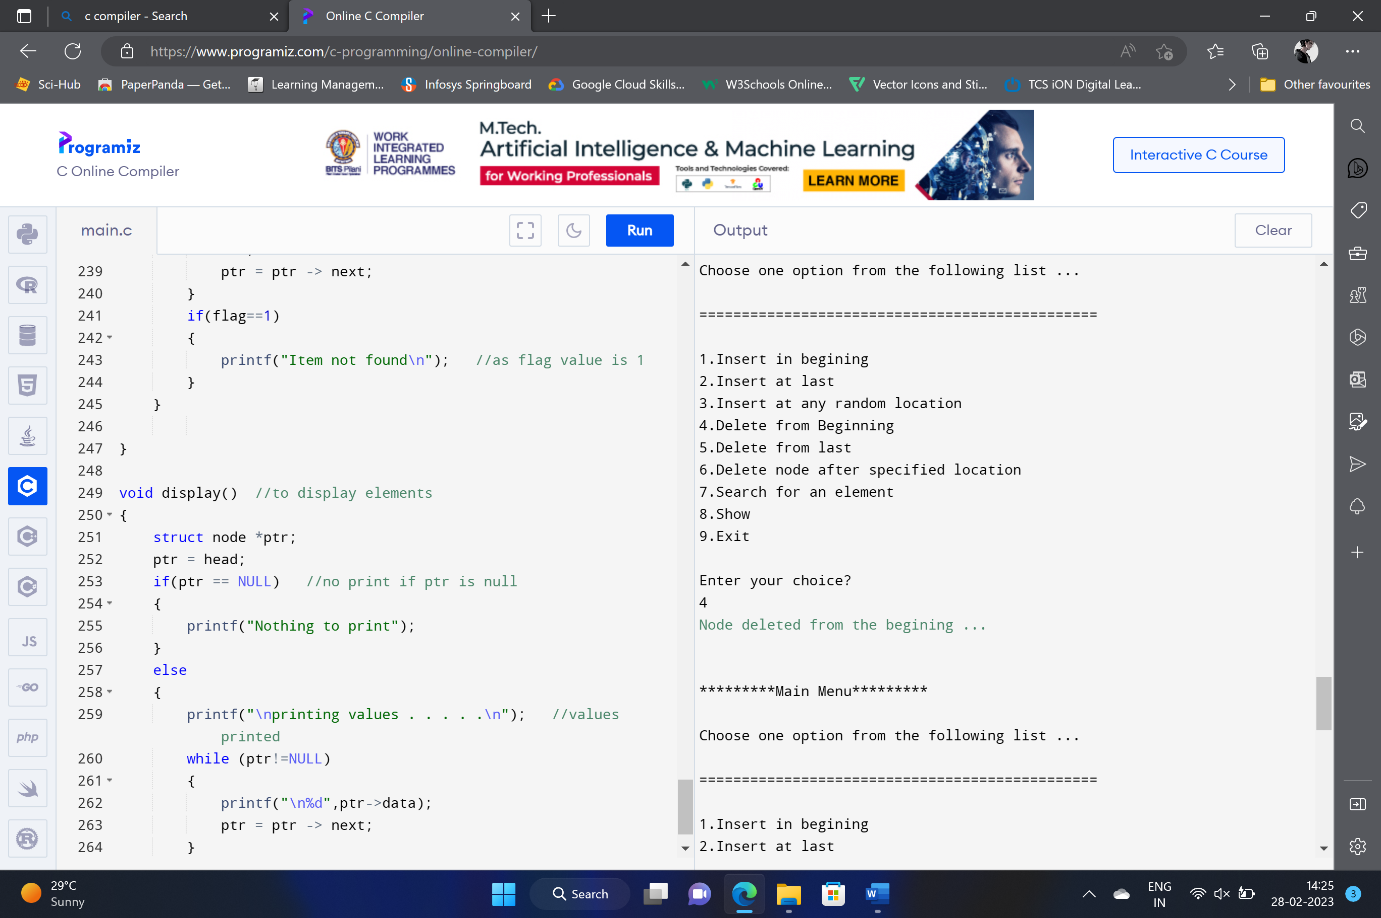 c compiler - Search
Online C Compiler
https://www.programiz.com/c-programming/online-compiler/
Sci-Hub
PaperPanda — Get...
Learning Managem...
Infosys Springboard
Google Cloud Skills...
W3Schools Online...
Vector Icons and Sti...
TCS iON Digital Lea...
Other favourites
Programiz
C Online Compiler
BITS Pilani
WORK
INTEGRATED
LEARNING
PROGRAMMES
M.Tech.
Artificial Intelligence & Machine Learning
for Working Professionals
Tools and Technologies Covered:
LEARN MORE
Interactive C Course
main.c
Run
Output
Clear
239 ptr = ptr -> next;
240 }
241 if(flag==1)
242 {
243 printf("Item not found\n"); //as flag value is 1
244 }
245 }
246
247 }
248
249 void display() //to display elements
250 {
251 struct node *ptr;
252 ptr = head;
253 if(ptr == NULL) //no print if ptr is null
254 {
255 printf("Nothing to print");
256 }
257 else
258 {
259 printf("\nprinting values . . . . .\n"); //values
printed
260 while (ptr!=NULL)
261 {
262 printf("\n%d",ptr->data);
263 ptr = ptr -> next;
264 }
Choose one option from the following list ...
===============================================
1.Insert in begining
2.Insert at last
3.Insert at any random location
4.Delete from Beginning
5.Delete from last
6.Delete node after specified location
7.Search for an element
8.Show
9.Exit
Enter your choice?
4
Node deleted from the begining ...
*********Main Menu*********
Choose one option from the following list ...
===============================================
1.Insert in begining
2.Insert at last
JS
GO
php
29°C
Sunny
Search
ENG
IN
14:25
28-02-2023
3